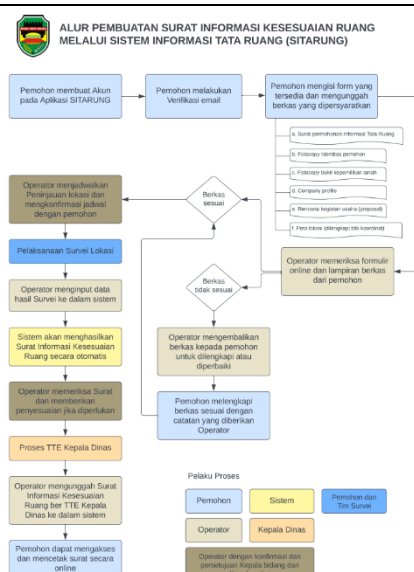 ALUR PEMBUATAN SURAT INFORMASI KESESUAIAN RUANG
MELALUI SISTEM INFORMASI TATA RUANG (SITARUNG)
Pemohon membuat Akun
pada Aplikasi SITARUNG
Pemohon melakukan
Verifikasi email
Pemohon mengisi form yang
tersedia dan mengunggah
berkas yang dipersyaratkan
a. Surat permohonan Informasi Tata Ruang
b. Fotocopy identitas pemohon
c. Fotocopy bukti kepemilikan tanah
d. Company profile
e. Rencana kegiatan usaha (proposal)
f. Peta lokasi (dilengkapi titik koordinat)
Operator memeriksa formulir
online dan lampiran berkas
dari pemohon
Berkas
sesuai
Berkas
tidak sesuai
Operator mengembalikan
berkas kepada pemohon
untuk dilengkapi atau
diperbaiki
Pemohon melengkapi
berkas sesuai dengan
catatan yang diberikan
Operator
Operator menjadwalkan
Peninjauan lokasi dan
mengkonfirmasi jadwal
dengan pemohon
Pelaksanaan Survei Lokasi
Operator menginput data
hasil Survei ke dalam sistem
Sistem akan menghasilkan
Surat Informasi Kesesuaian
Ruang secara otomatis
Operator memeriksa Surat
dan memberikan
penyesuaian jika diperlukan
Proses TTE Kepala Dinas
Operator mengunggah Surat
Informasi Kesesuaian
Ruang ber TTE Kepala
Dinas ke dalam sistem
Pemohon dapat mengakses
dan mencetak surat secara
online
Pelaku Proses
Pemohon
Sistem
Pemohon dan
Tim Survei
Operator
Kepala Dinas
Operator dengan konfirmasi dan
persetujuan Kepala bidang dan